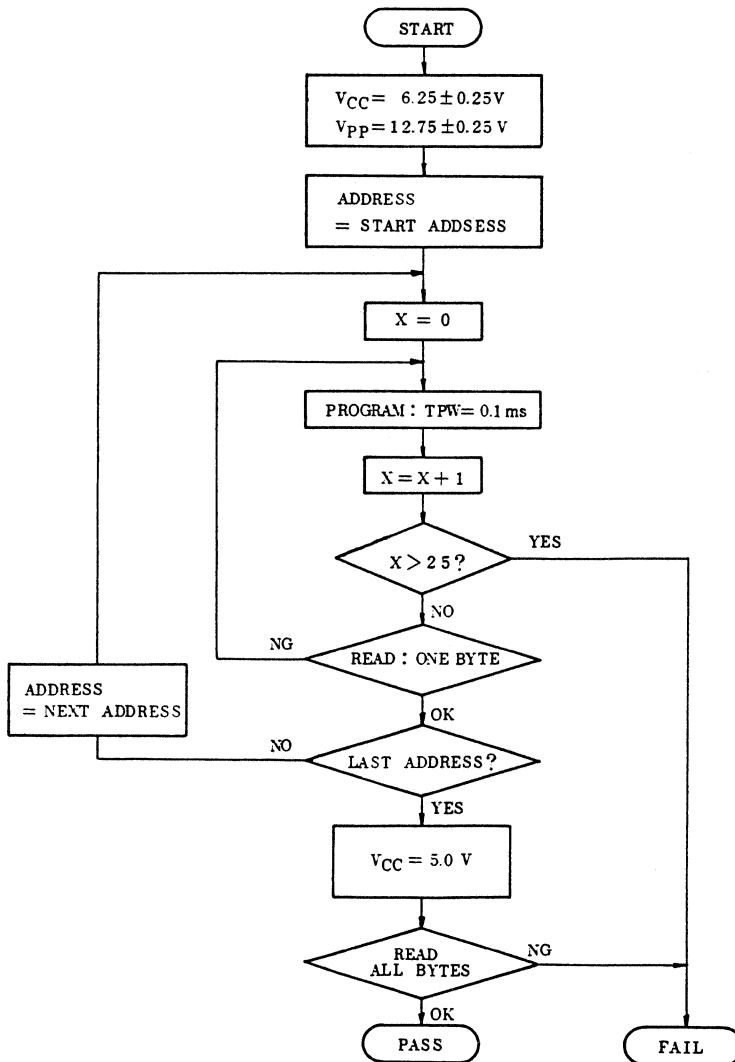 START
VCC= 6.25±0.25V
VPP=12.75±0.25 V
ADDRESS
= START ADDSESS
X = 0
PROGRAM: TPW= 0.1 ms
X = X + 1
X > 25?
YES
NO
READ: ONE BYTE
NG
OK
ADDRESS
= NEXT ADDRESS
LAST ADDRESS?
NO
YES
VCC = 5.0 V
READ
ALL BYTES
NG
OK
PASS
FAIL